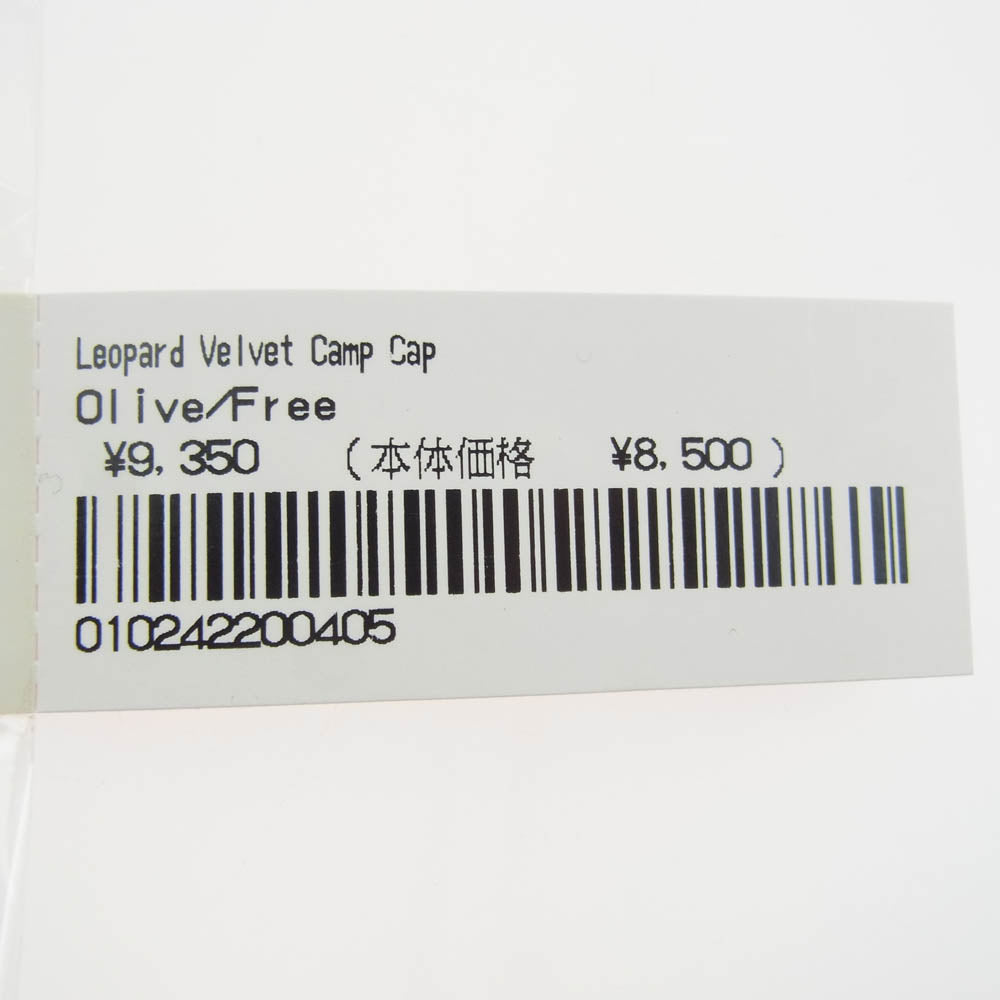 Leopard Velvet Camp Cap
Olive/Free
¥9,350 (本体価格 ¥8,500)
010242200405